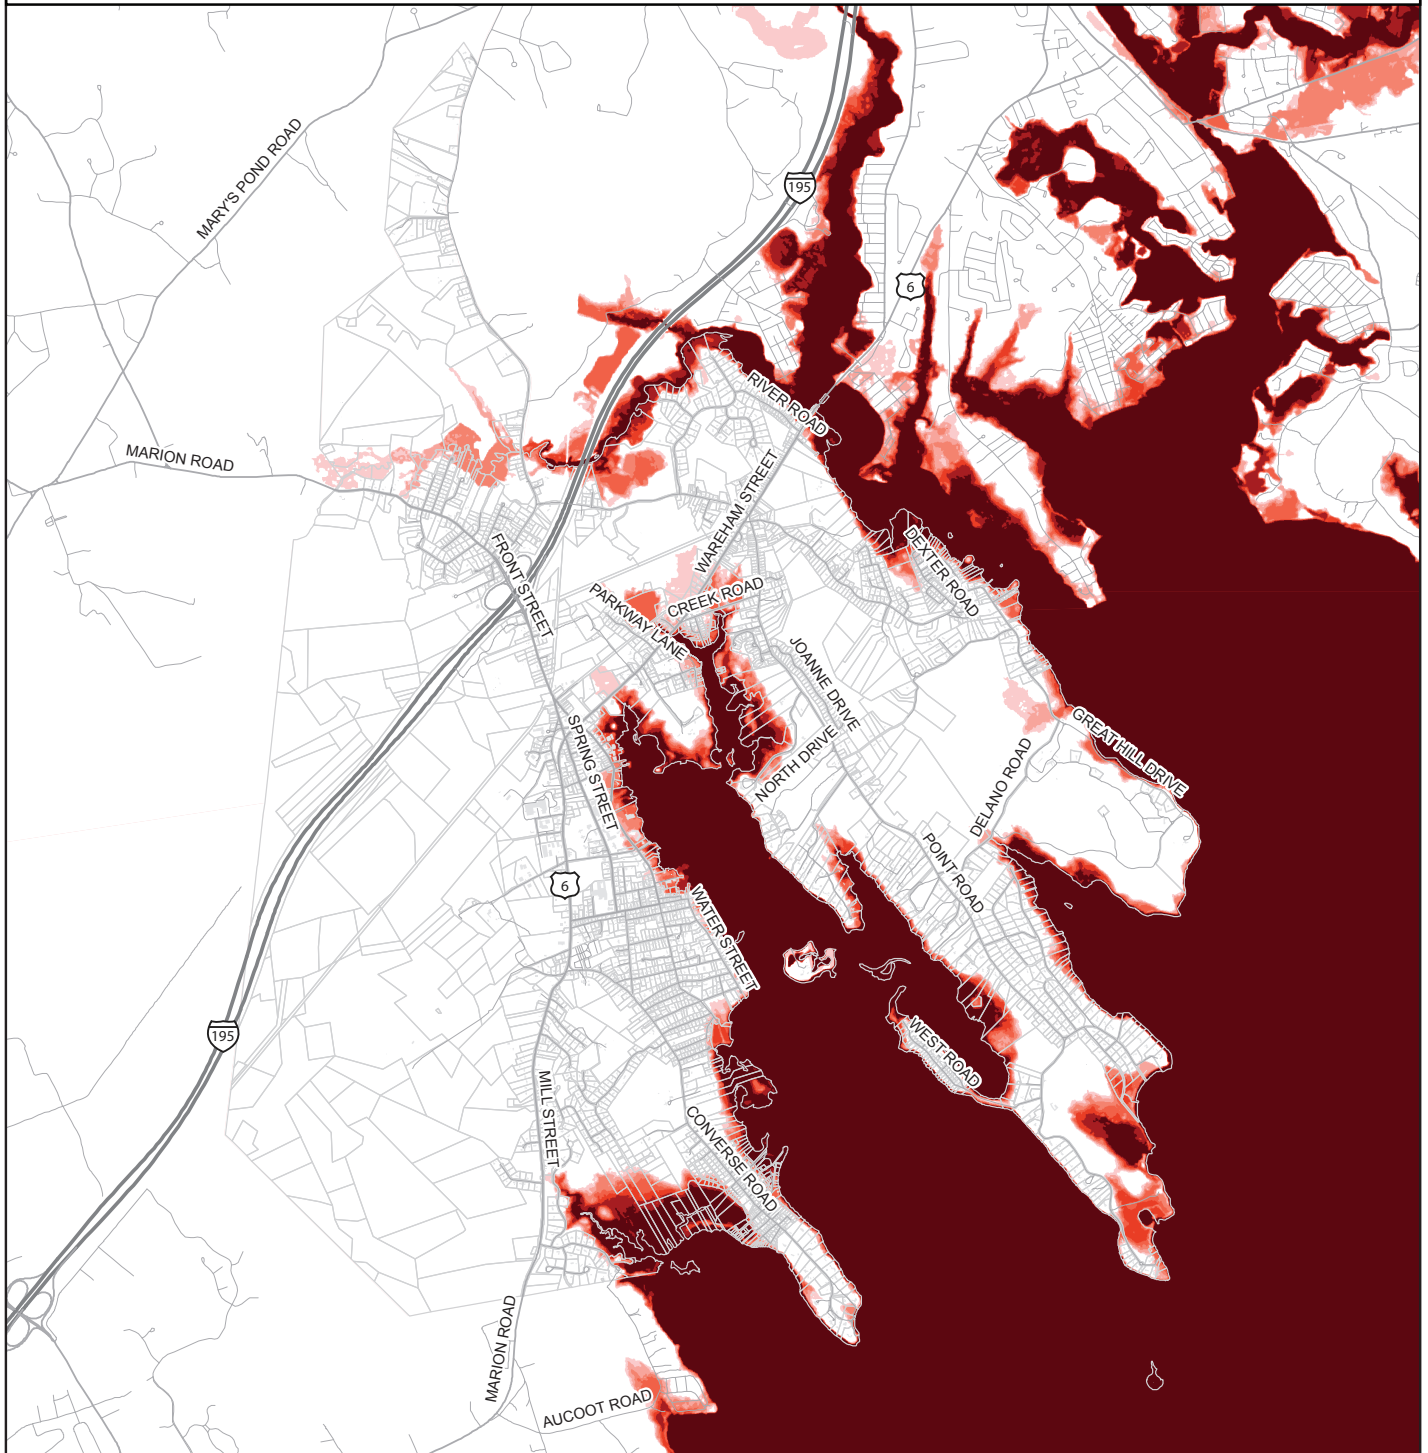 MARY'S POND ROAD
195
6
RIVER ROAD
MARION ROAD
WAREHAM STREET
FRONT STREET
DEXTER ROAD
PARKWAY LANE
CREEK ROAD
JOANNE DRIVE
SPRING STREET
NORTH DRIVE
GREAT HILL DRIVE
DELANO ROAD
POINT ROAD
6
WATER STREET
195
WEST ROAD
MILL STREET
CONVERSE ROAD
MARION ROAD
AUCOOT ROAD